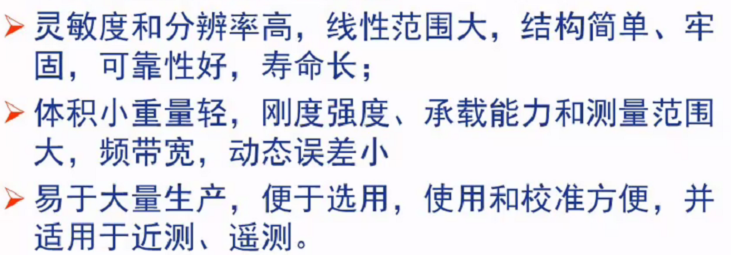 灵敏度和分辨率高，线性范围大，结构简单、牢
固，可靠性好，寿命长；
体积小重量轻，刚度强度、承载能力和测量范围
大，频带宽，动态误差小
易于大量生产，便于选用，使用和校准方便，并
适用于近测、遥测。